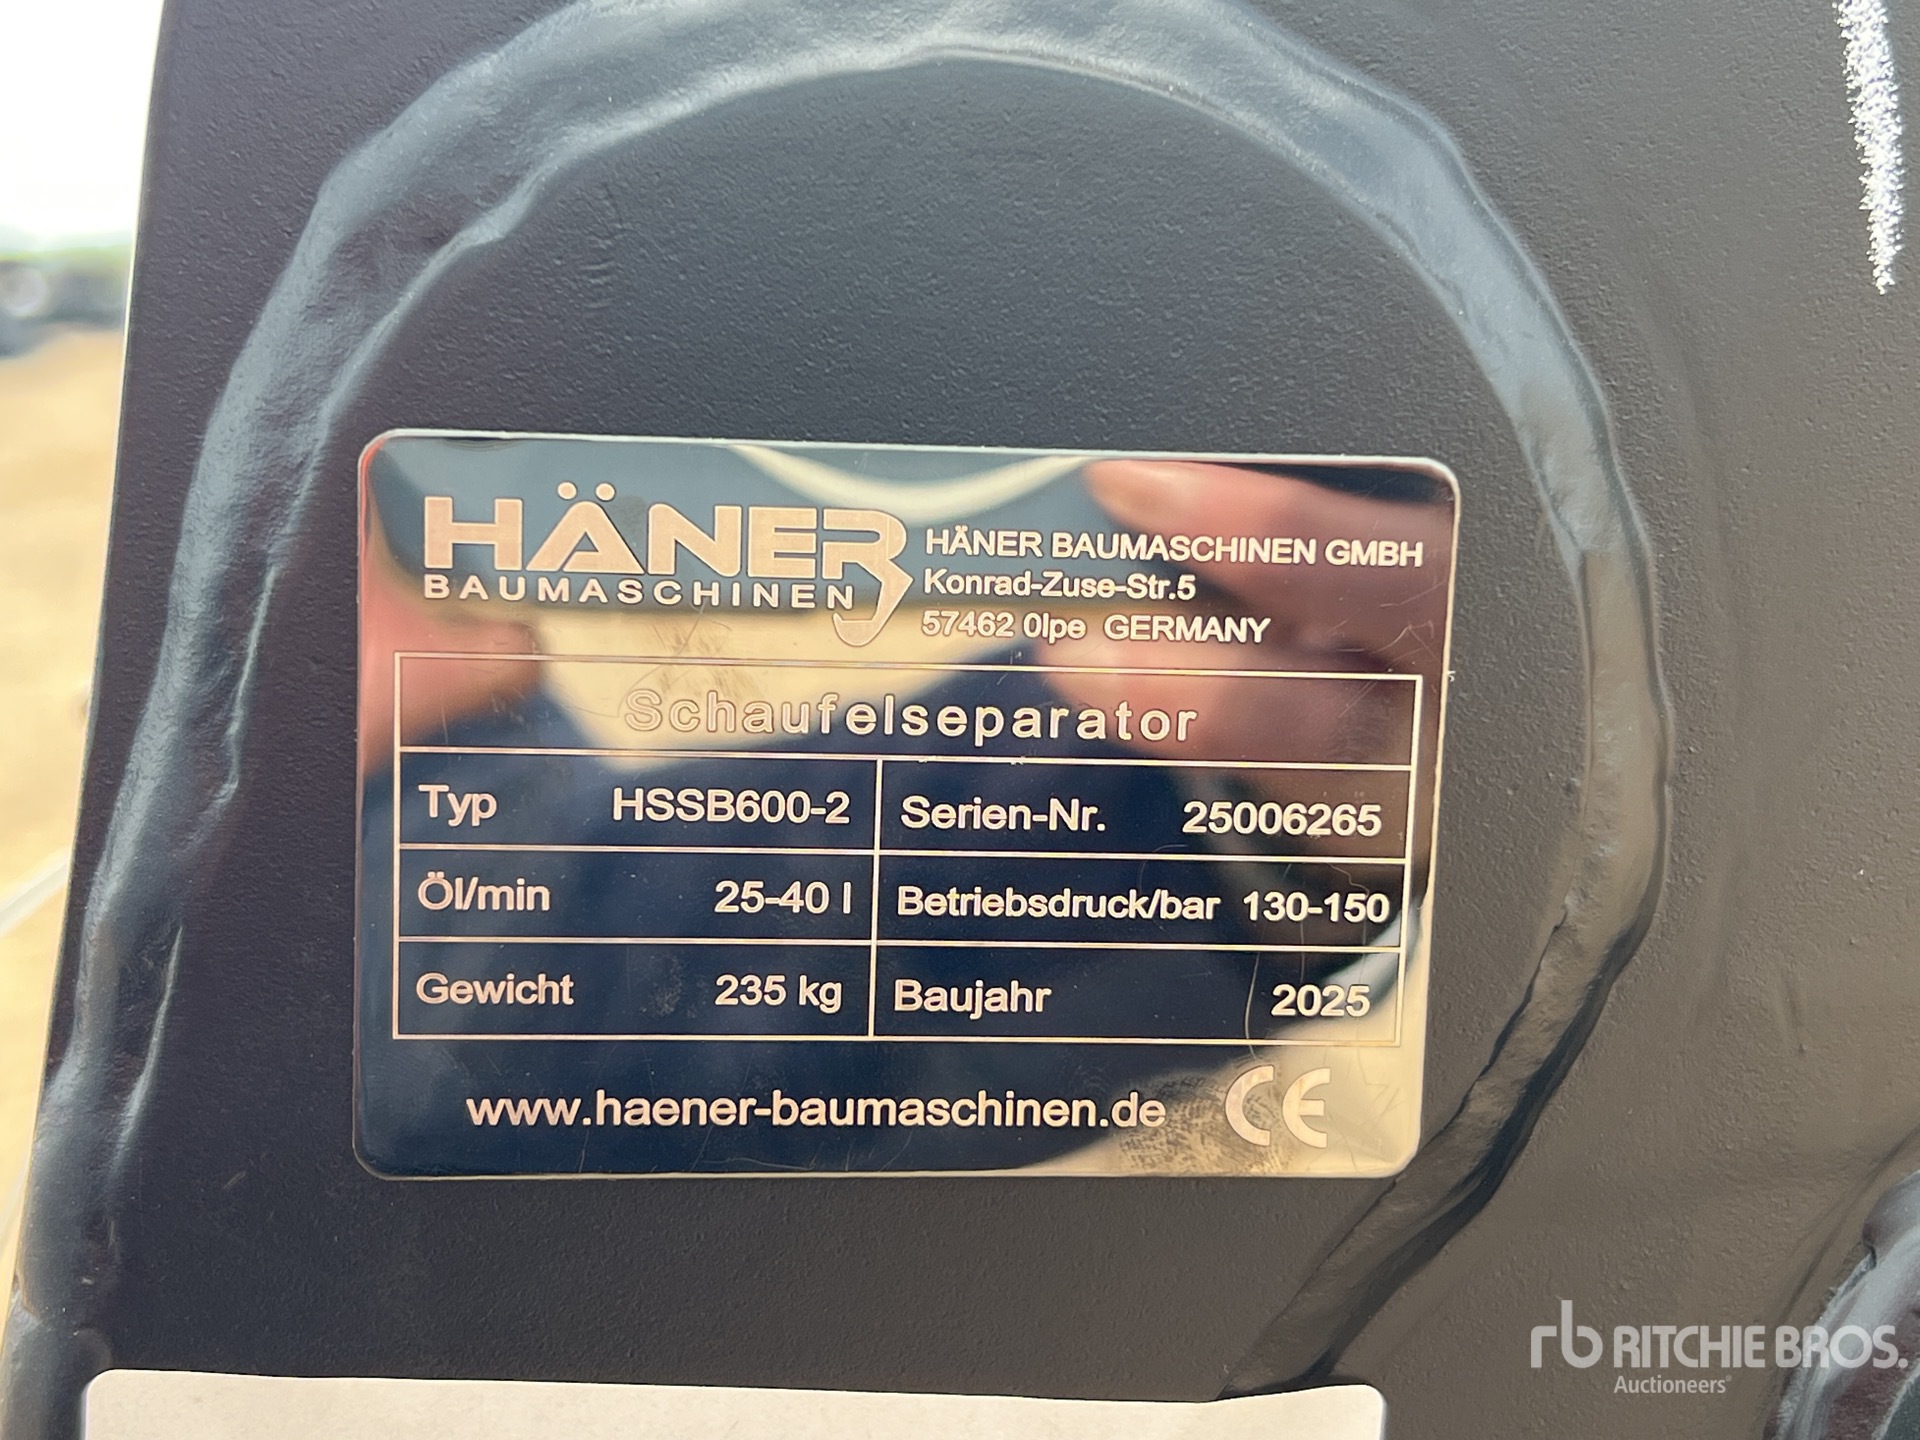 HÄNER
BAUMASCHINEN
HÄNER BAUMASCHINEN GMBH
Konrad-Zuse-Str.5
57462 Olpe GERMANY
Schaufelseparator
Typ HSSB600-2 Serien-Nr. 25006265
Öl/min 25-40 l Betriebsdruck/bar 130-150
Gewicht 235 kg Baujahr 2025
www.haener-baumaschinen.de CE
rb RITCHIE BROS.
Auctioneers